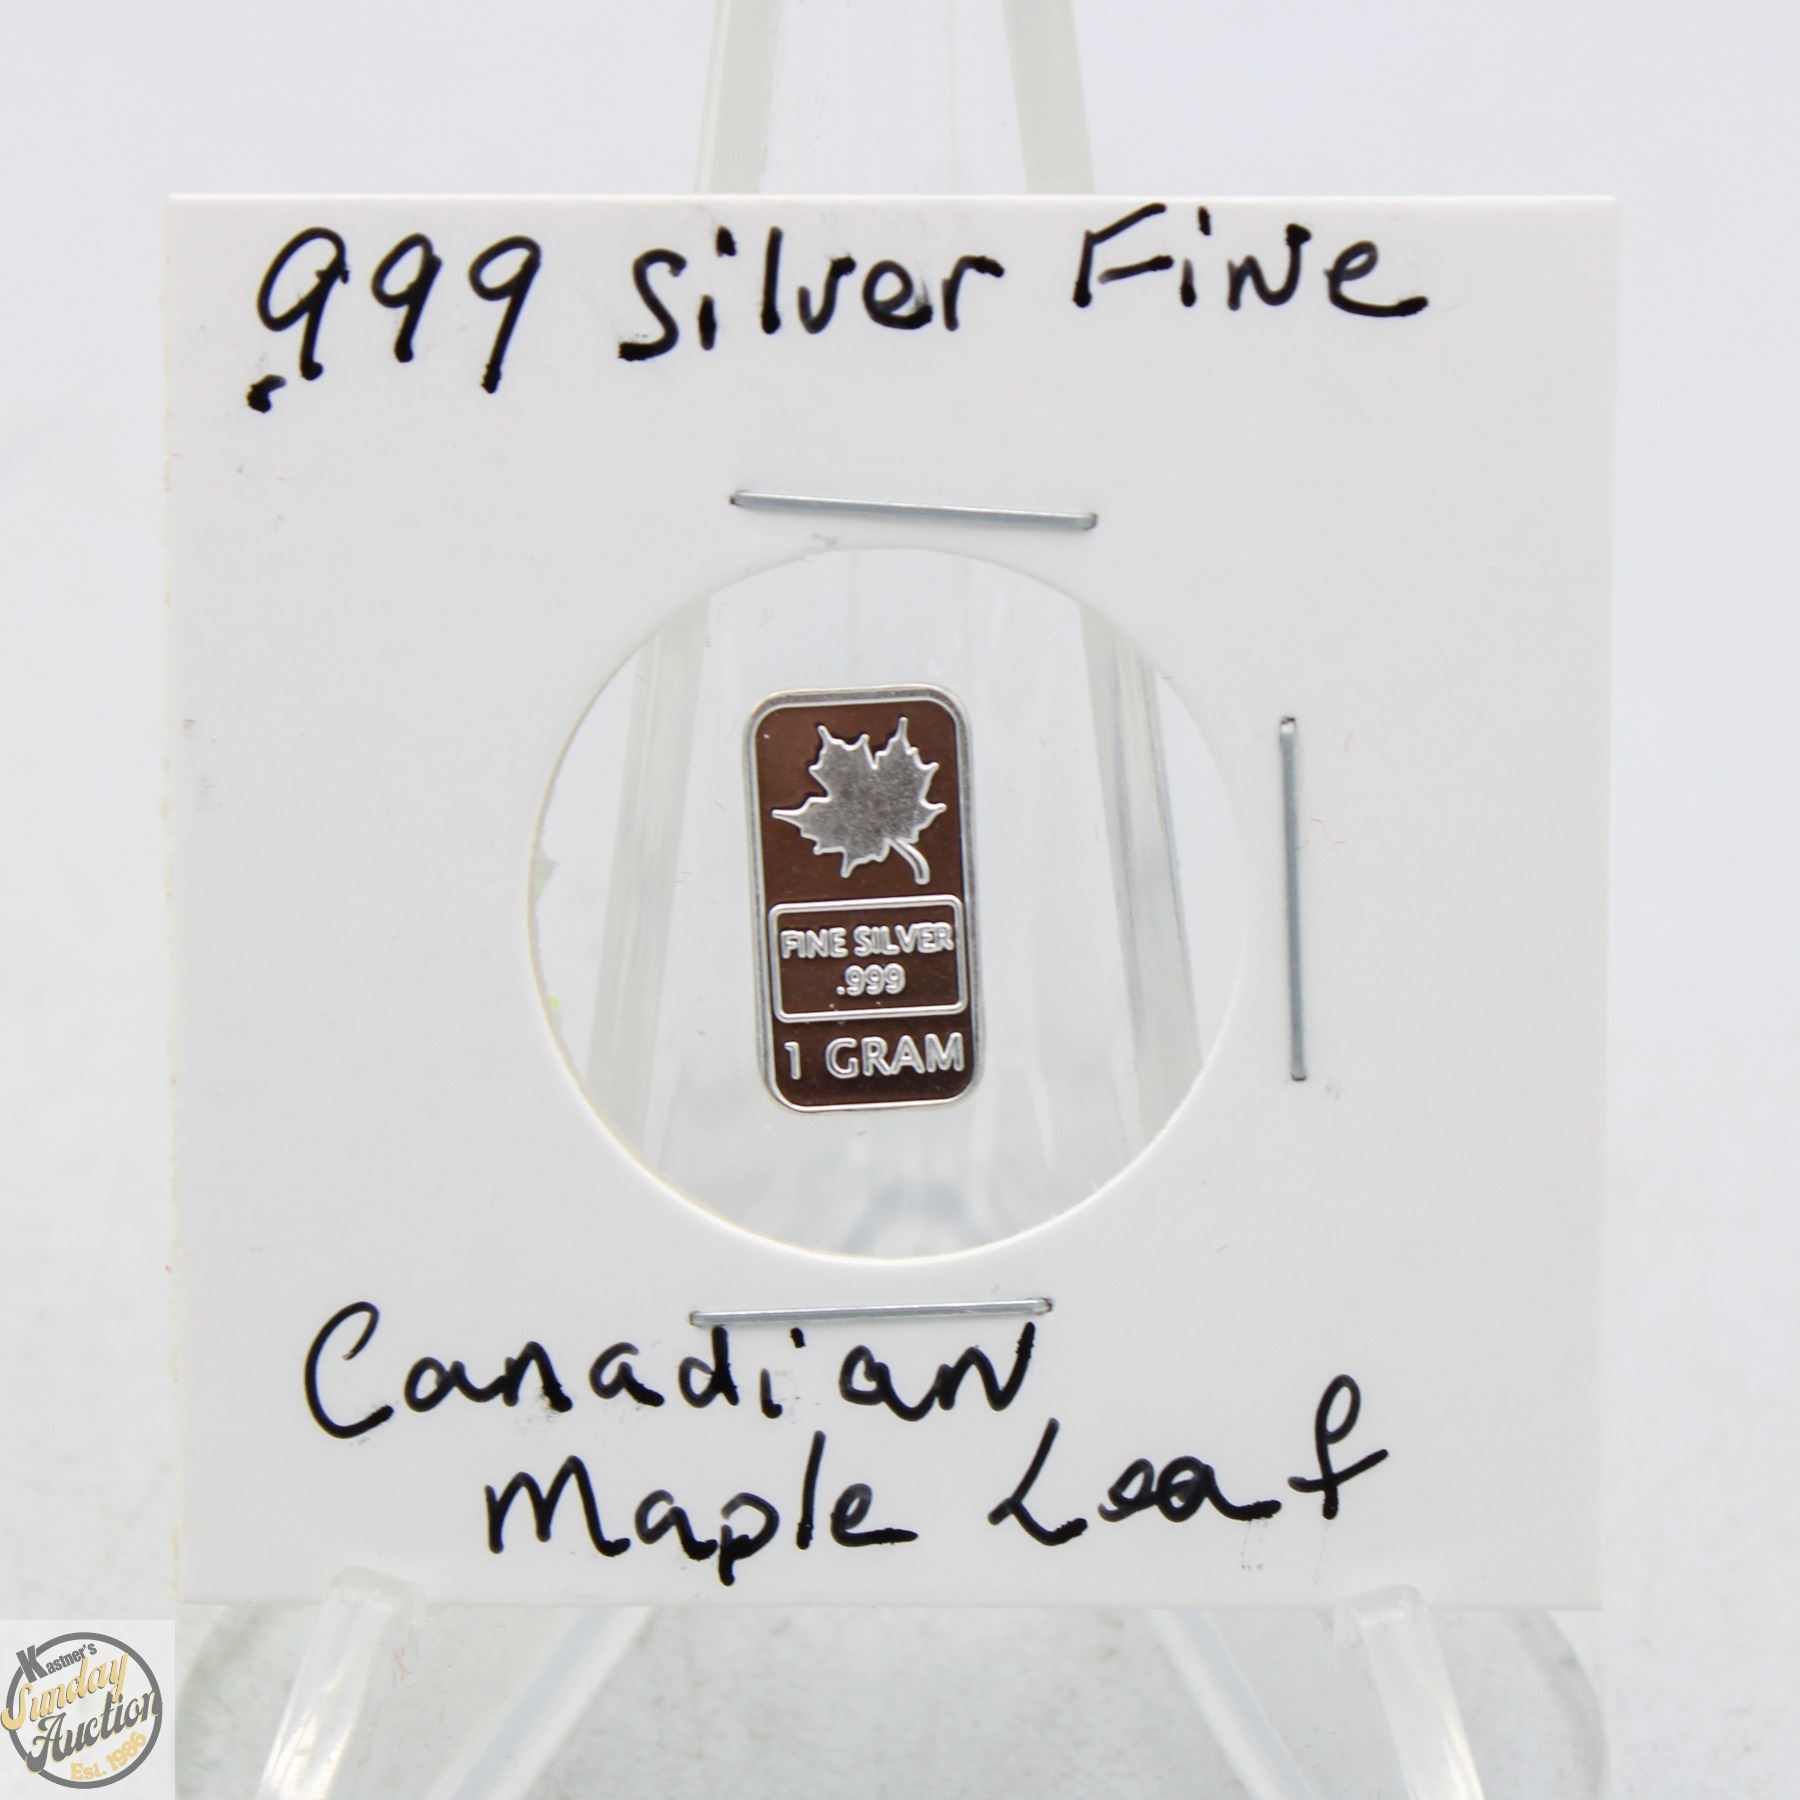 .999 Silver Fine
FINE SILVER
.999
1 GRAM
Canadian
Maple Leaf
Kastner's
Sunday
Auction
Est. 1986